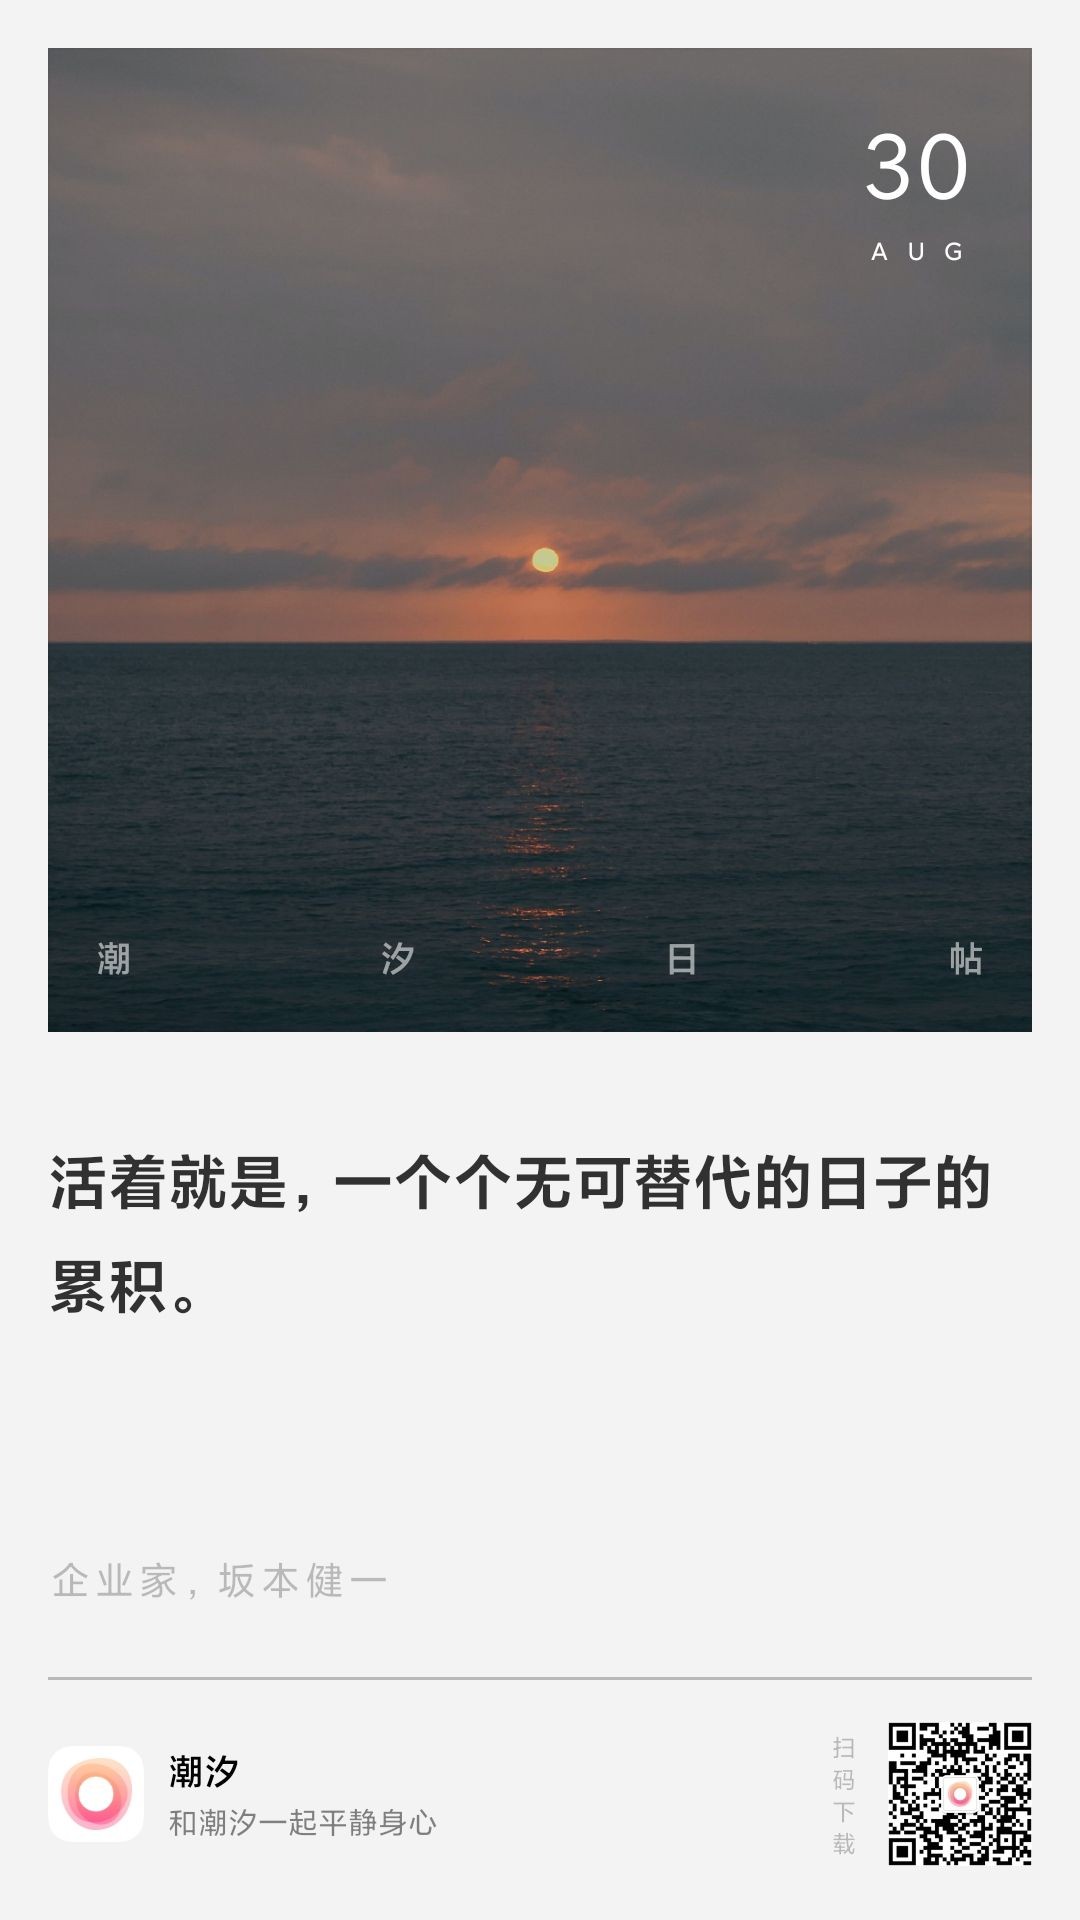 30
AUG
潮汐日帖
活着就是，一个个无可替代的日子的
累积。
企业家，坂本健一
潮汐
和潮汐一起平静身心
扫码下载